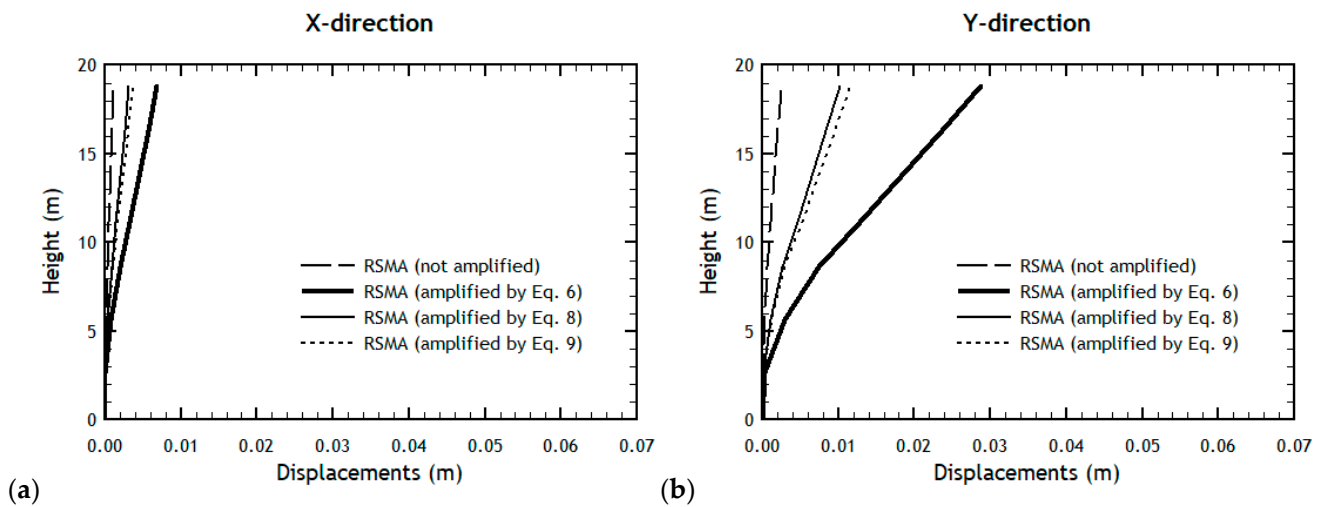 X-direction
20
15
10
5
0
Height (m)
RSMA (not amplified)
RSMA (amplified by Eq. 6)
RSMA (amplified by Eq. 8)
RSMA (amplified by Eq. 9)
0.00 0.01 0.02 0.03 0.04 0.05 0.06 0.07
Displacements (m)
(a)
Y-direction
20
15
10
5
0
Height (m)
RSMA (not amplified)
RSMA (amplified by Eq. 6)
RSMA (amplified by Eq. 8)
RSMA (amplified by Eq. 9)
0.00 0.01 0.02 0.03 0.04 0.05 0.06 0.07
Displacements (m)
(b)